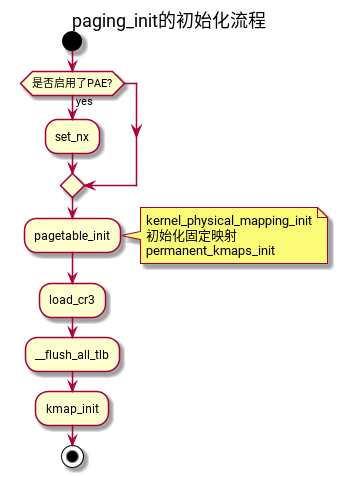 paging_init的初始化流程
是否启用了PAE?
yes
set_nx
pagetable_init
kernel_physical_mapping_init
初始化固定映射
permanent_kmaps_init
load_cr3
__flush_all_tlb
kmap_init